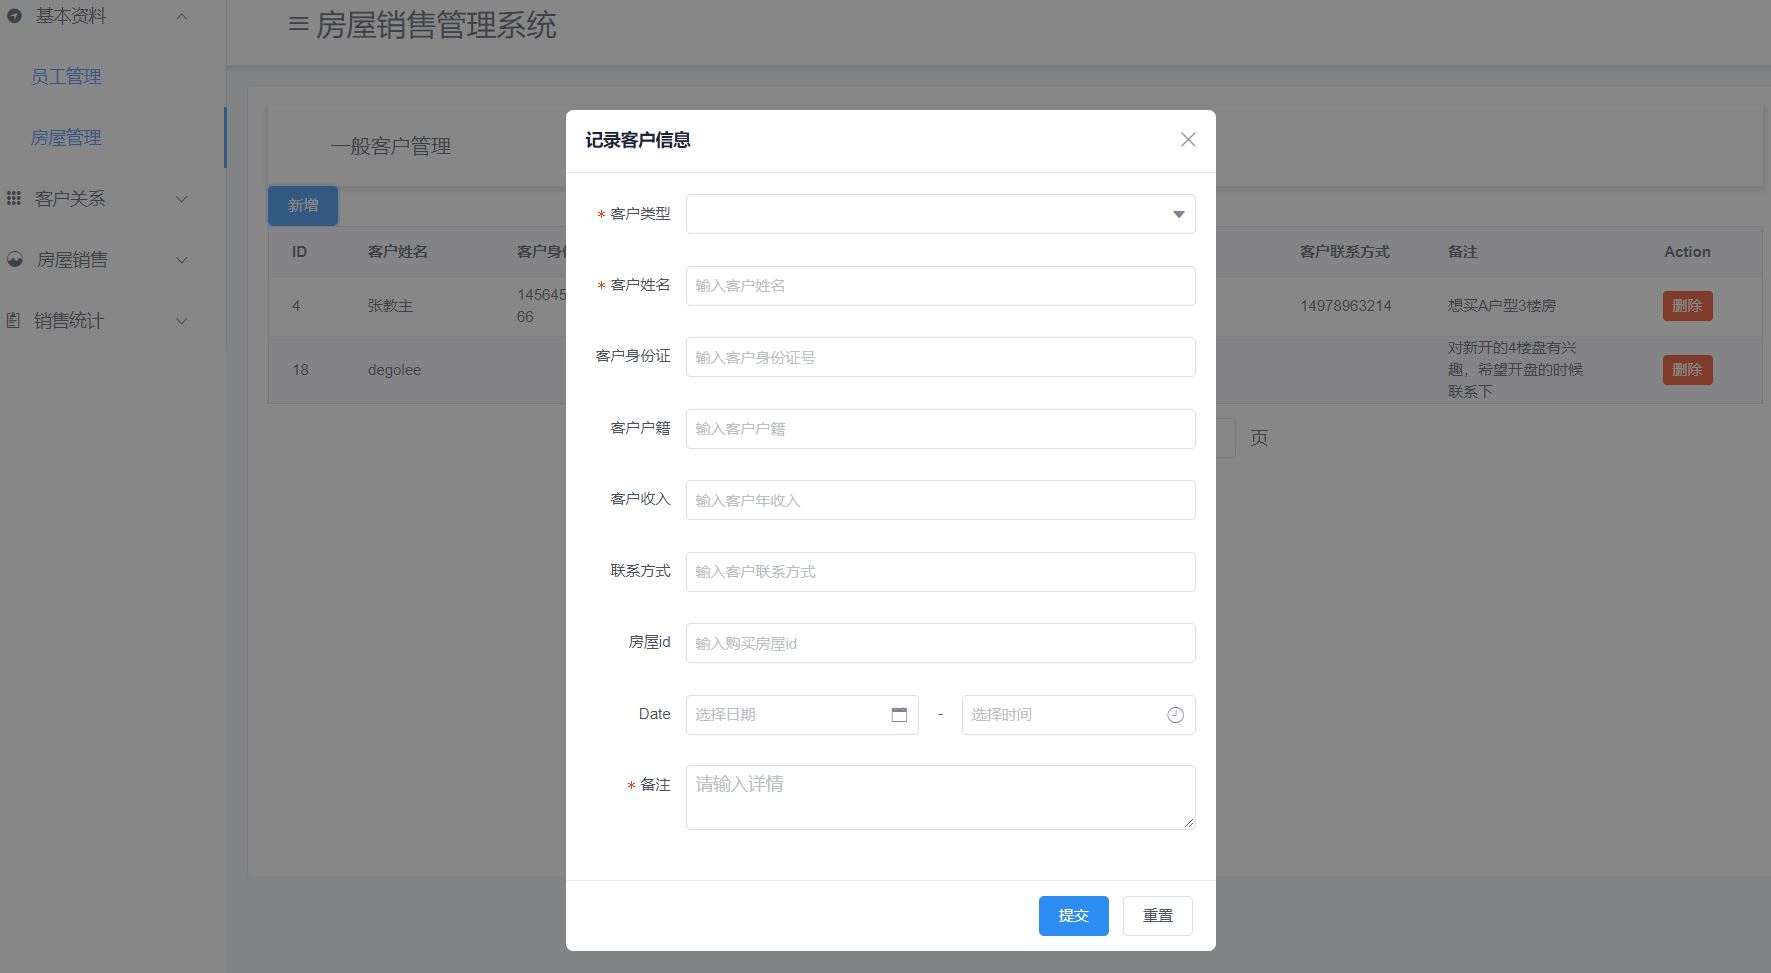 基本资料
房屋销售管理系统
员工管理
房屋管理
客户关系
房屋销售
销售统计
一般客户管理
新增
ID 客户姓名 客户身 客户联系方式 备注 Action
4 张教主 145645
66
14978963214 想买A户型3楼房 删除
18 degolee
对新开的4楼盘有兴
趣，希望开盘的时候
联系下
删除
页
记录客户信息
* 客户类型
* 客户姓名 输入客户姓名
客户身份证 输入客户身份证号
客户户籍 输入客户户籍
客户收入 输入客户年收入
联系方式 输入客户联系方式
房屋id 输入购买房屋id
Date 选择日期 - 选择时间
* 备注 请输入详情
提交 重置